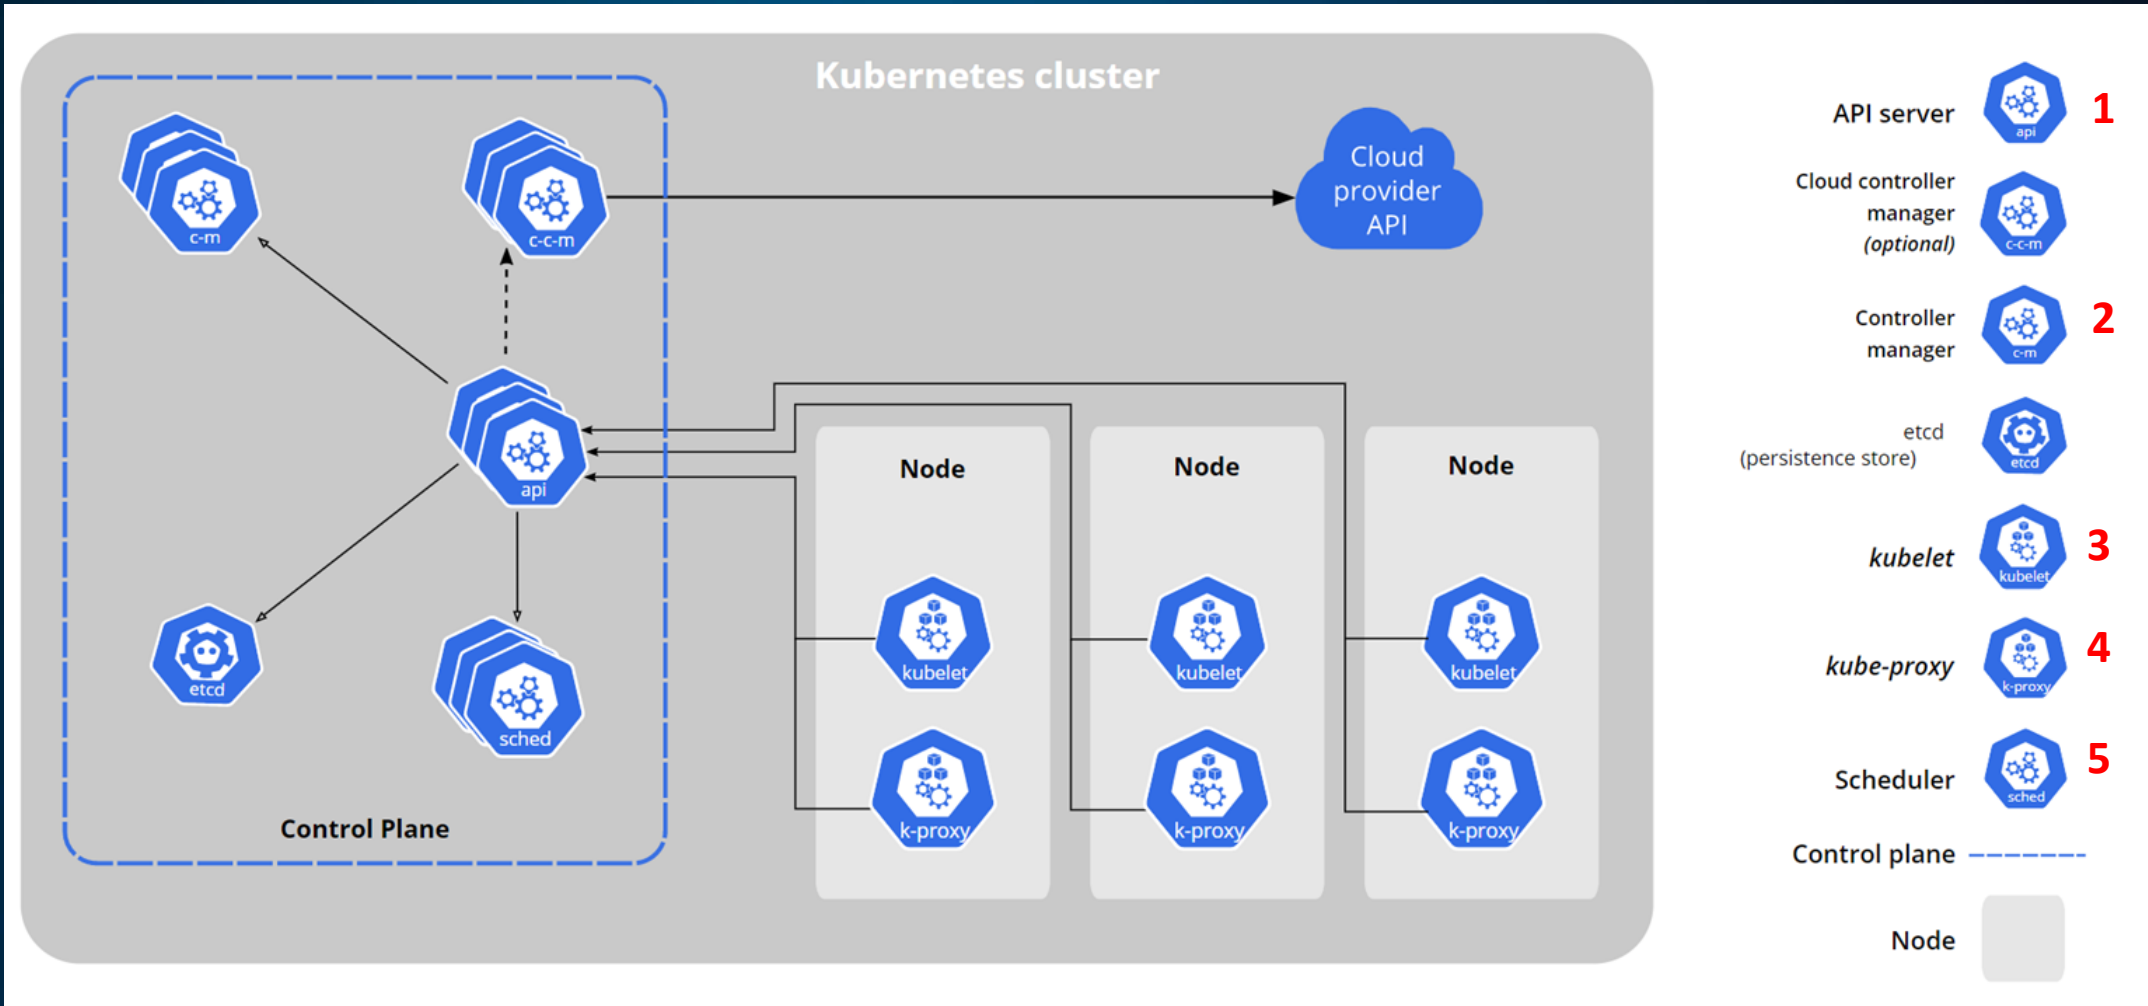 Kubernetes cluster
c-m
c-c-m
Cloud
provider
API
api
etcd
sched
Control Plane
Node
kubelet
k-proxy
Node
kubelet
k-proxy
Node
kubelet
k-proxy
API server
api
1
Cloud controller
manager
(optional)
c-c-m
Controller
manager
c-m
2
etcd
(persistence store)
etcd
kubelet
kubelet
3
kube-proxy
k-proxy
4
Scheduler
sched
5
Control plane
Node